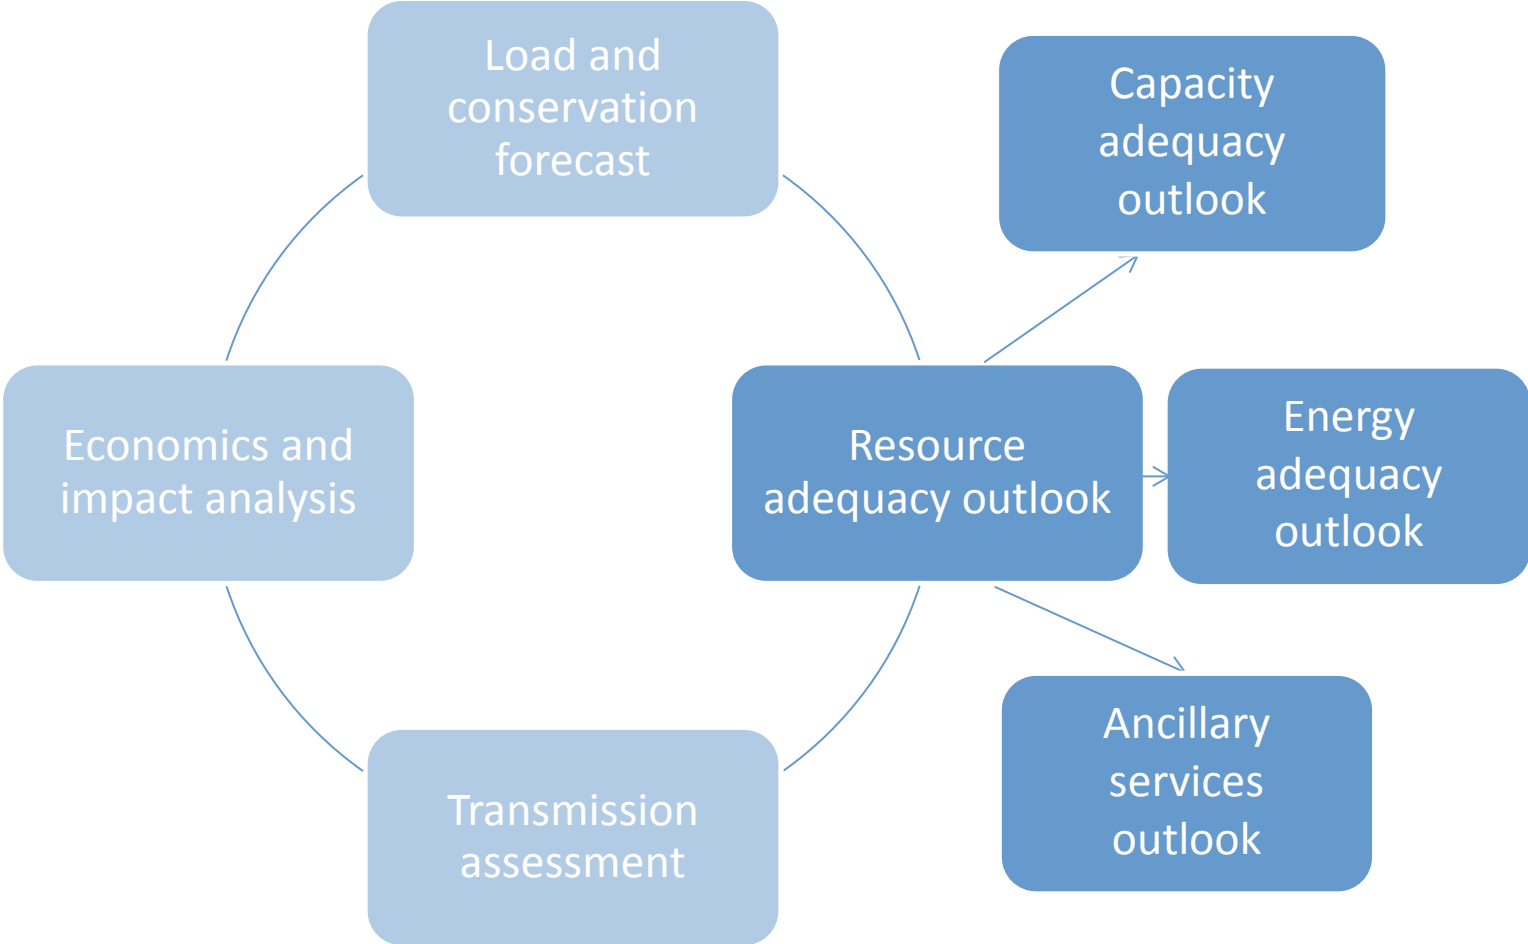 Load and
conservation
forecast
Capacity
adequacy
outlook
Economics and
impact analysis
Resource
adequacy outlook
Energy
adequacy
outlook
Transmission
assessment
Ancillary
services
outlook